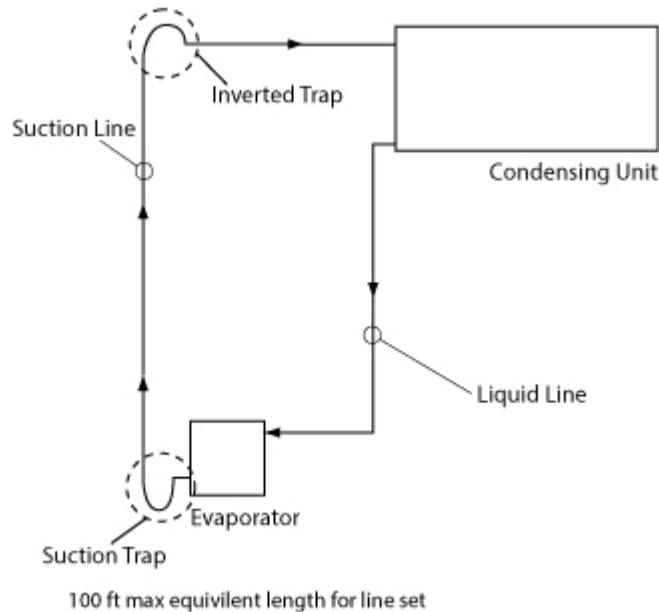 Inverted Trap
Suction Line
Condensing Unit
Liquid Line
Evaporator
Suction Trap
100 ft max equivilent length for line set